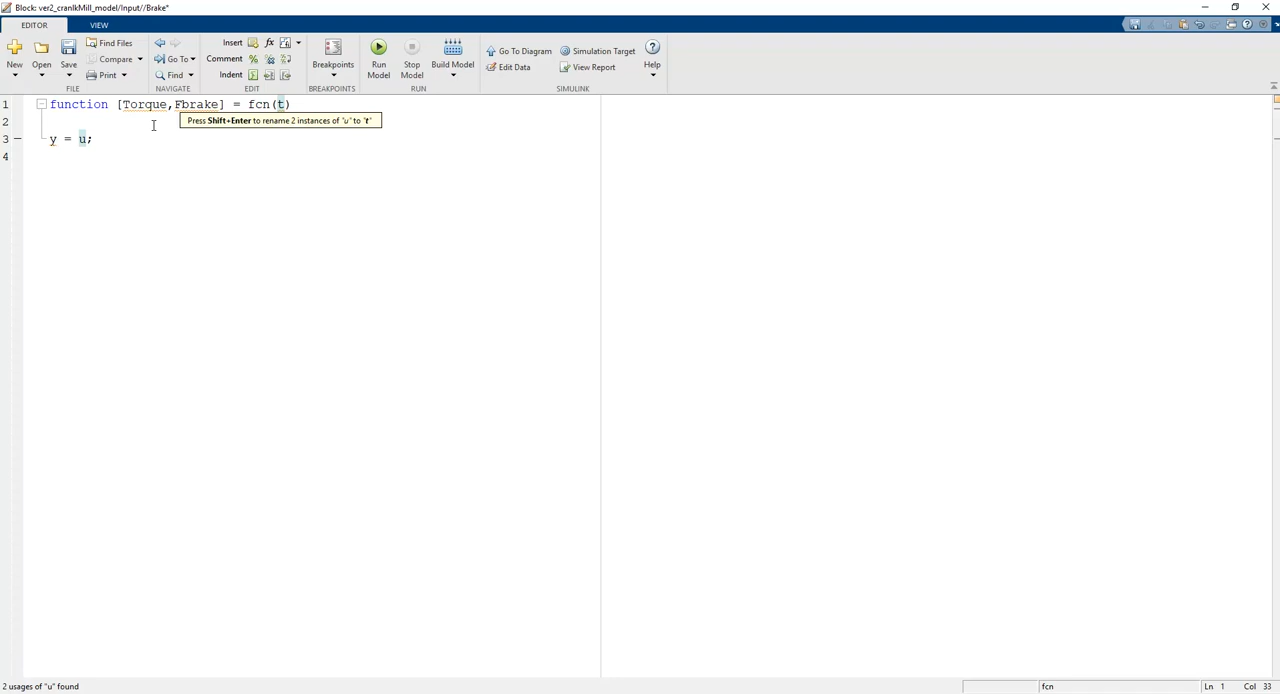 Block: ver2_cranlkMill_model/Input//Brake*
EDITOR VIEW
New Open Save Find Files Compare Print Go To Find Insert Comment Indent Breakpoints Run Model Stop Model Build Model Go To Diagram Edit Data Simulation Target View Report Help
FILE NAVIGATE EDIT BREAKPOINTS RUN SIMULINK
1 function [Torque,Fbrake] = fcn(t)
2 Press Shift+Enter to rename 2 instances of "u" to "t"
3 y = u;
4
2 usages of "u" found fcn Ln 1 Col 33